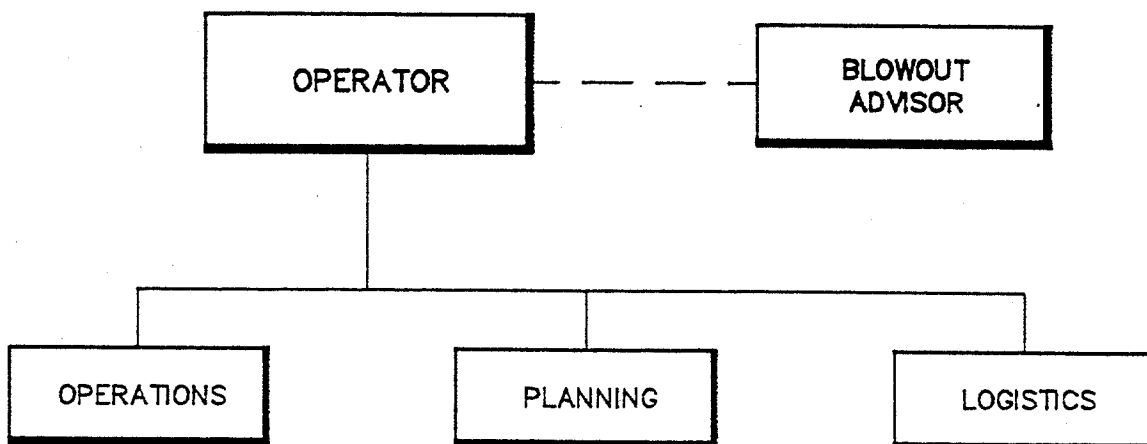 OPERATOR
BLOWOUT
ADVISOR
OPERATIONS
PLANNING
LOGISTICS